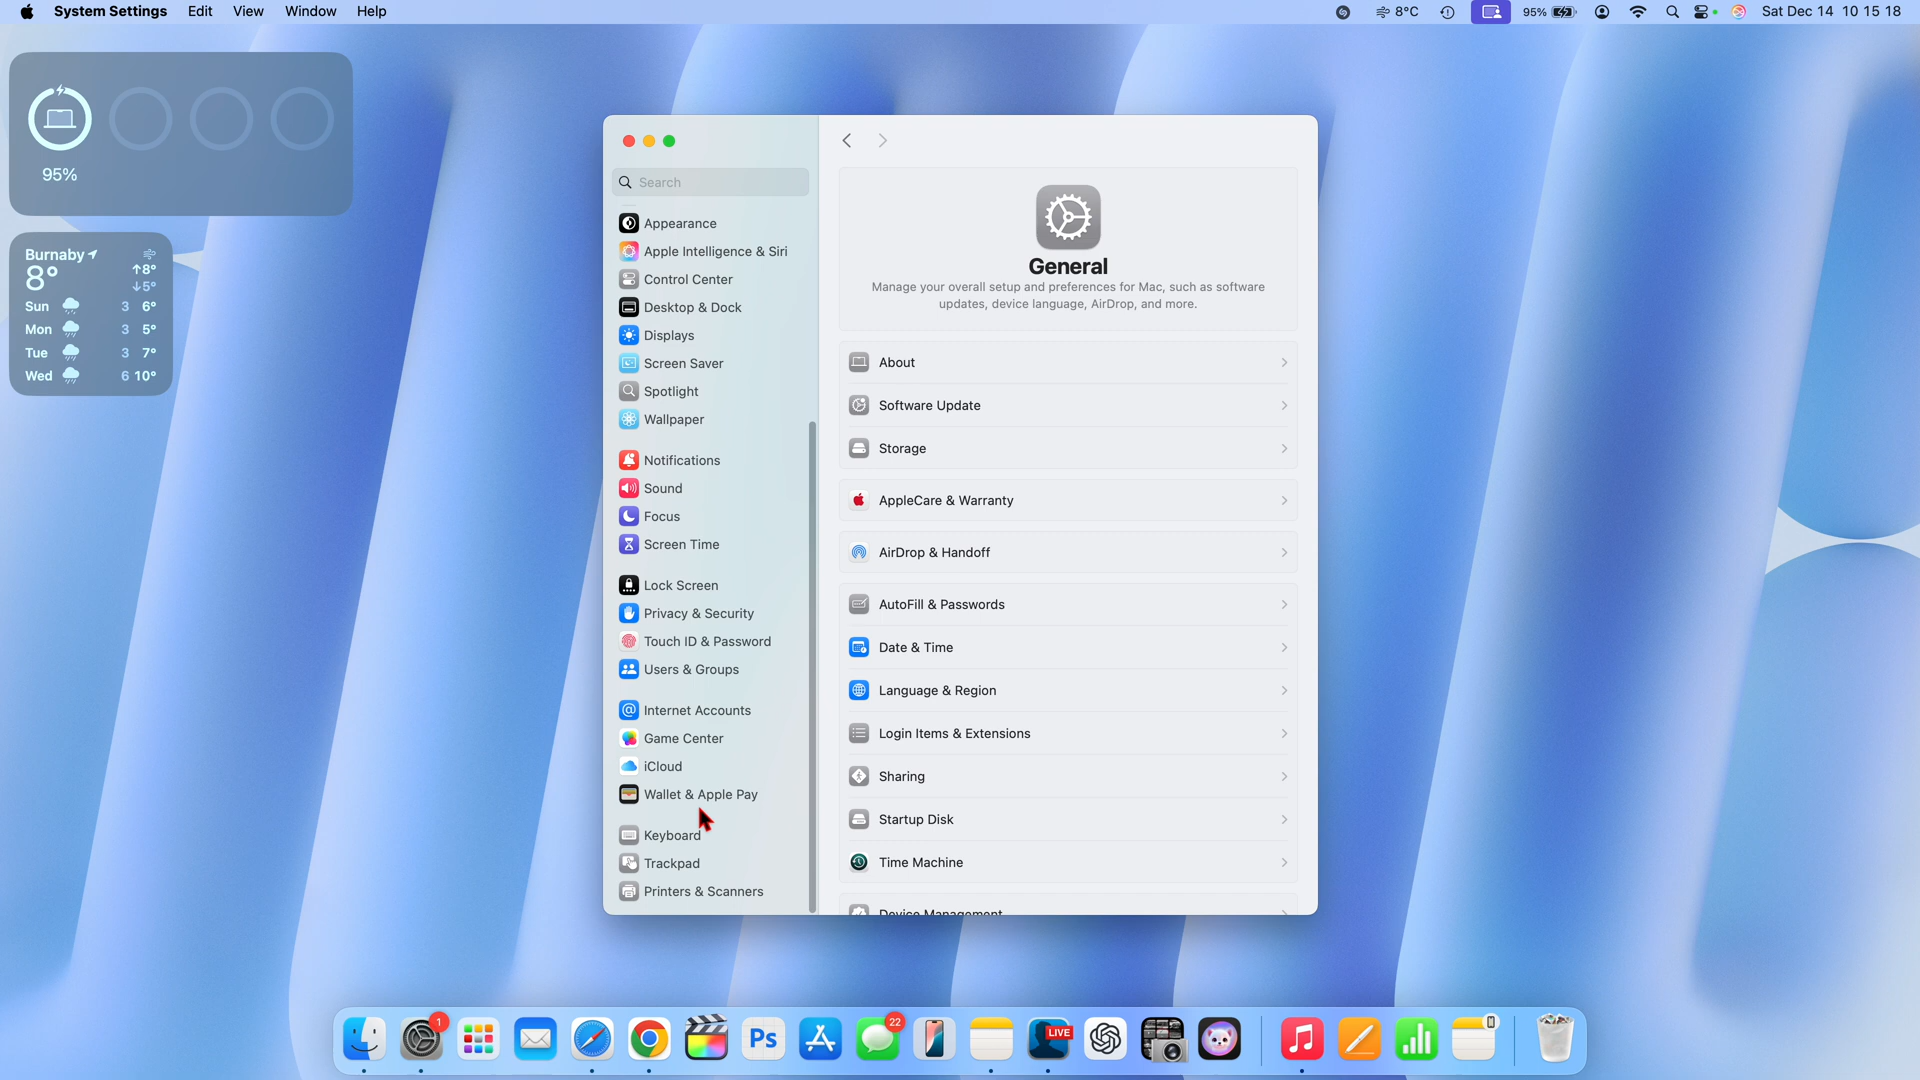 System Settings Edit View Window Help
8°C 95% Sat Dec 14 10 15 18
95%
Burnaby
8° ↑8°
↓5°
Sun 3 6°
Mon 3 5°
Tue 3 7°
Wed 6 10°
Search
Appearance
Apple Intelligence & Siri
Control Center
Desktop & Dock
Displays
Screen Saver
Spotlight
Wallpaper
Notifications
Sound
Focus
Screen Time
Lock Screen
Privacy & Security
Touch ID & Password
Users & Groups
Internet Accounts
Game Center
iCloud
Wallet & Apple Pay
Keyboard
Trackpad
Printers & Scanners
General
Manage your overall setup and preferences for Mac, such as software
updates, device language, AirDrop, and more.
About
Software Update
Storage
AppleCare & Warranty
AirDrop & Handoff
AutoFill & Passwords
Date & Time
Language & Region
Login Items & Extensions
Sharing
Startup Disk
Time Machine
Device Management
1
Ps
22
LIVE